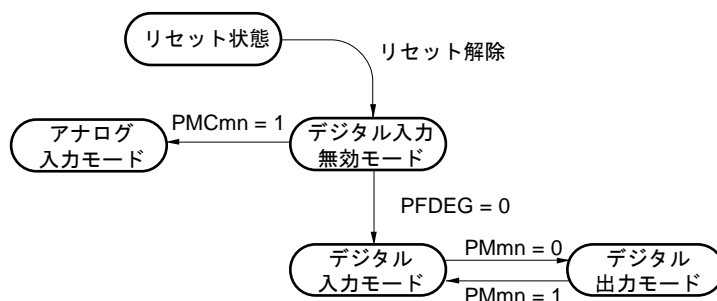 リセット状態
リセット解除
アナログ
入力モード
PMCmn = 1
デジタル入力
無効モード
PFDEG = 0
デジタル
入力モード
PMmn = 0
PMmn = 1
デジタル
出力モード